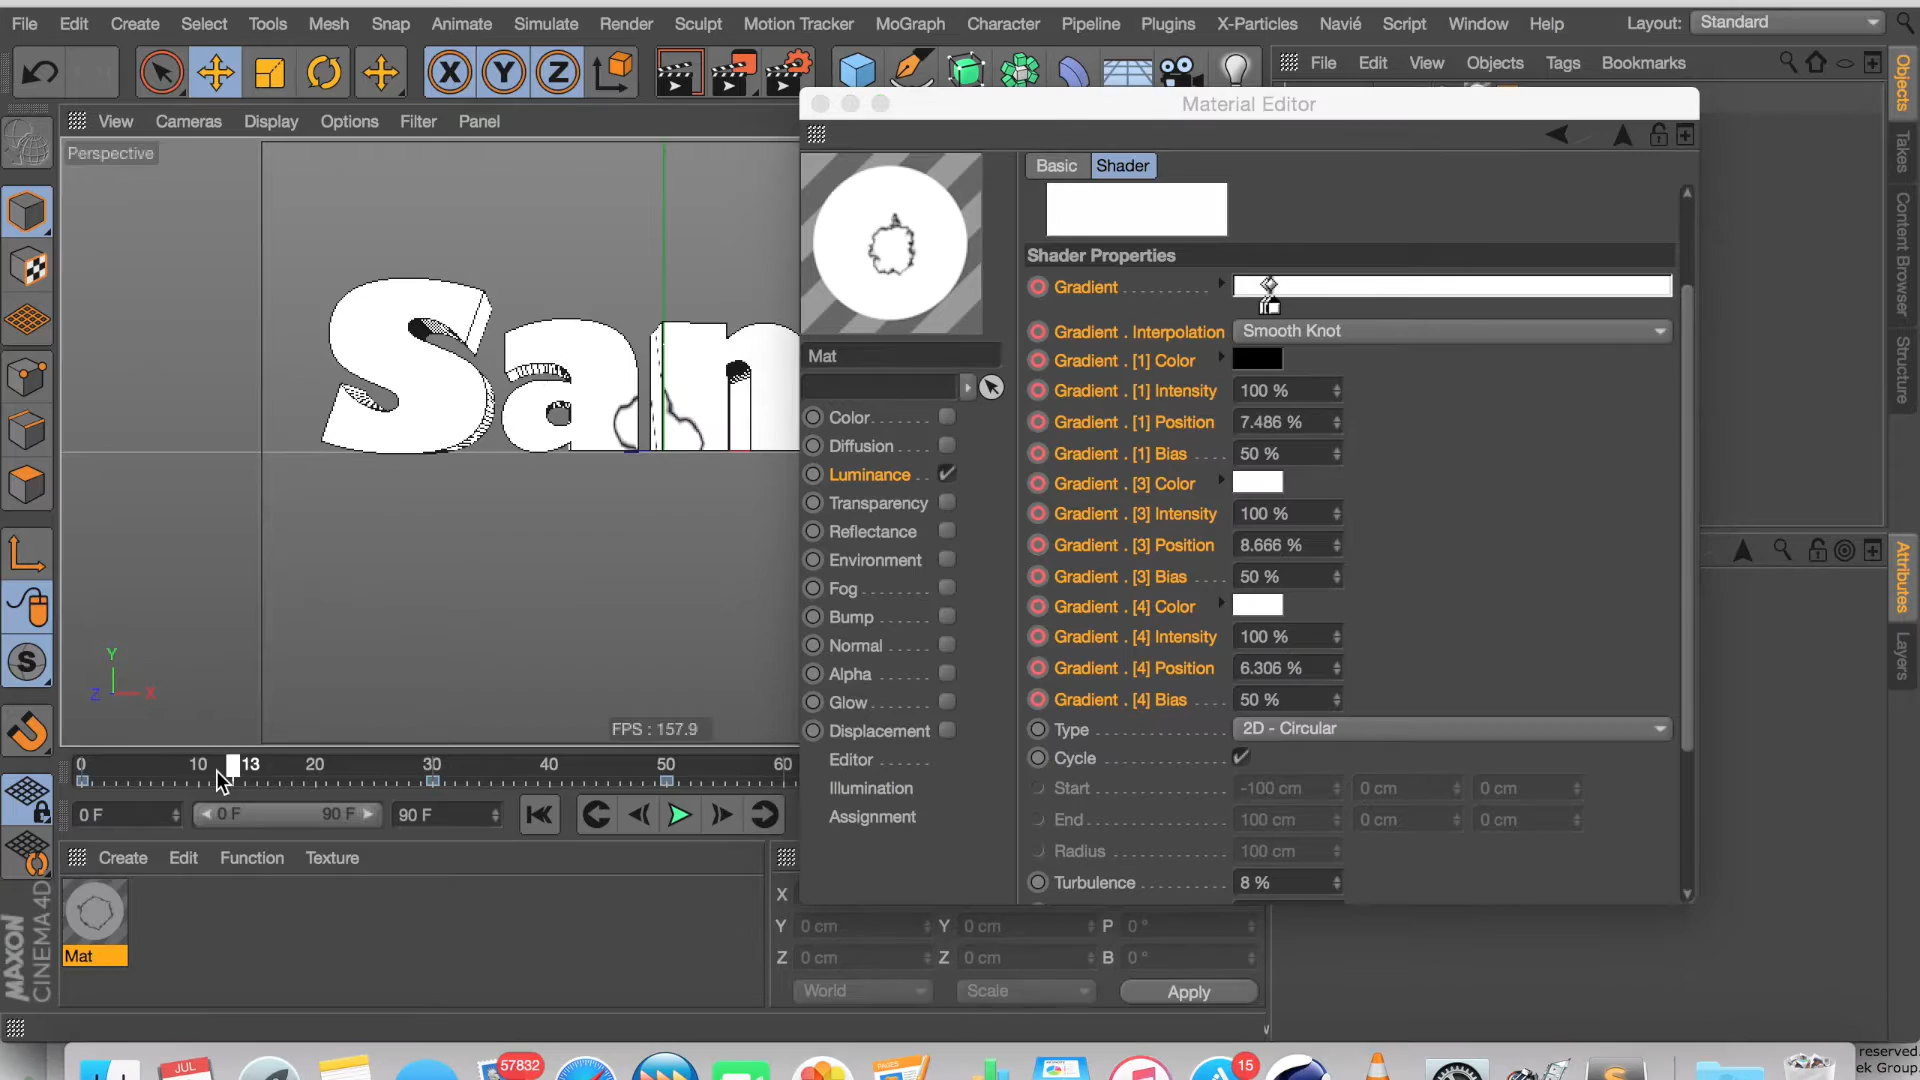 File Edit Create Select Tools Mesh Snap Animate Simulate Render Sculpt Motion Tracker MoGraph Character Pipeline Plugins X-Particles Navié Script Window Help Layout: Standard
X Y Z
File Edit View Objects Tags Bookmarks
Objects
Takes
Content Browser
Structure
Attributes
Layers
View Cameras Display Options Filter Panel
Perspective
San
Y
Z X
FPS : 157.9
Material Editor
Basic Shader
Shader Properties
Gradient
Gradient . Interpolation Smooth Knot
Gradient . [1] Color
Gradient . [1] Intensity 100 %
Gradient . [1] Position 7.486 %
Gradient . [1] Bias 50 %
Gradient . [3] Color
Gradient . [3] Intensity 100 %
Gradient . [3] Position 8.666 %
Gradient . [3] Bias 50 %
Gradient . [4] Color
Gradient . [4] Intensity 100 %
Gradient . [4] Position 6.306 %
Gradient . [4] Bias 50 %
Type 2D - Circular
Cycle
Start -100 cm 0 cm 0 cm
End 100 cm 0 cm 0 cm
Radius 100 cm
Turbulence 8 %
Mat
Color
Diffusion
Luminance
Transparency
Reflectance
Environment
Fog
Bump
Normal
Alpha
Glow
Displacement
Editor
Illumination
Assignment
0 10 13 20 30 40 50 60
0 F 0 F 90 F 90 F
Create Edit Function Texture
Mat
MAXON
CINEMA 4D
X
Y 0 cm Y 0 cm P 0 °
Z 0 cm Z 0 cm B 0 °
World Scale Apply
JUL 57832 PAGES 15
reserved.
ek Group